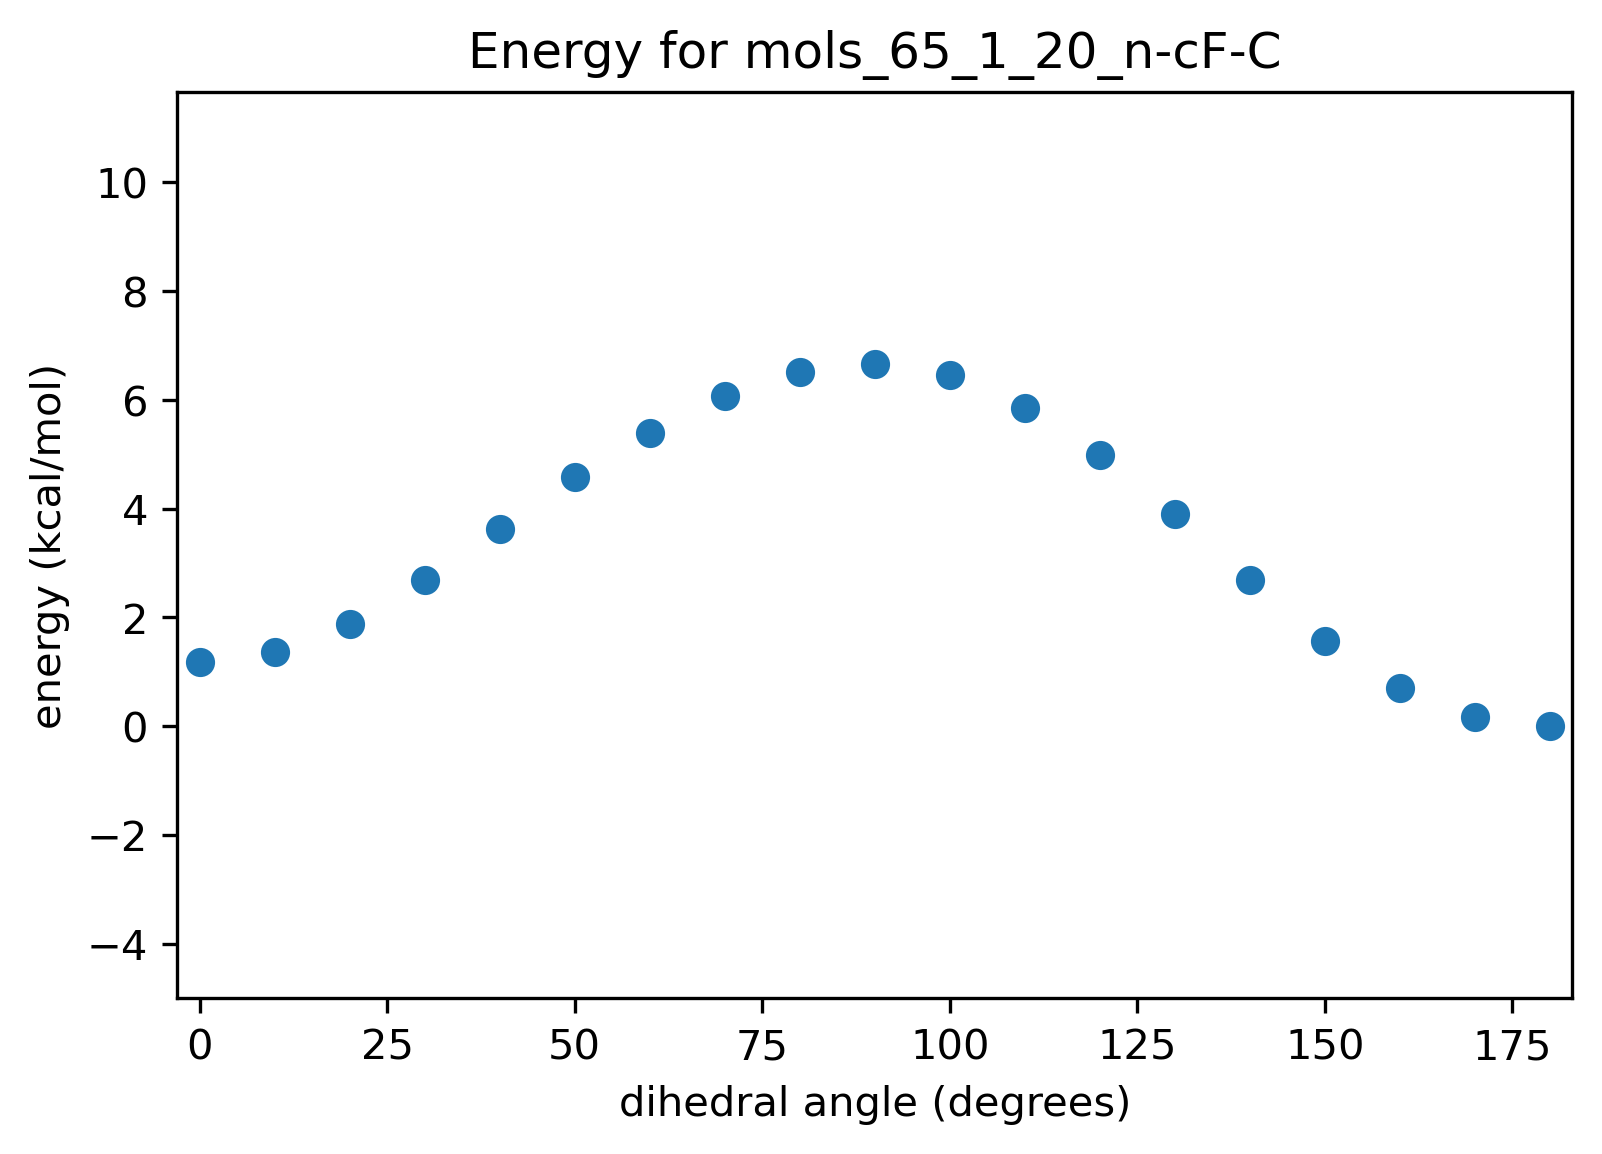 Energy for mols_65_1_20_n-cF-C
10
8
6
4
2
0
−2
−4
energy (kcal/mol)
0 25 50 75 100 125 150 175
dihedral angle (degrees)